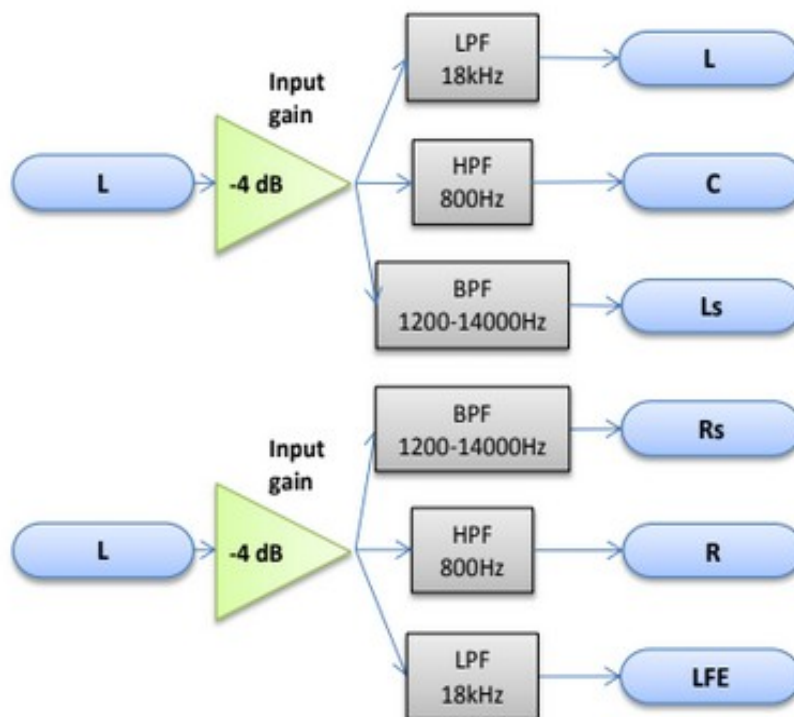 LPF
18kHz
L
Input
gain
L
-4 dB
HPF
800Hz
C
BPF
1200-14000Hz
Ls
BPF
1200-14000Hz
Rs
Input
gain
L
-4 dB
HPF
800Hz
R
LPF
18kHz
LFE